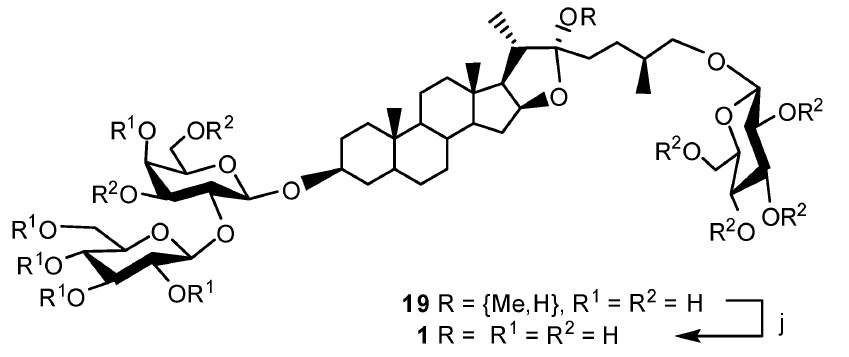 OR
R¹O OR² O OR²
R²O O O O R²O
R¹O O O OR²
R¹O R²O
R¹O OR¹
19 R = {Me,H}, R¹ = R² = H
1 R = R¹ = R² = H j